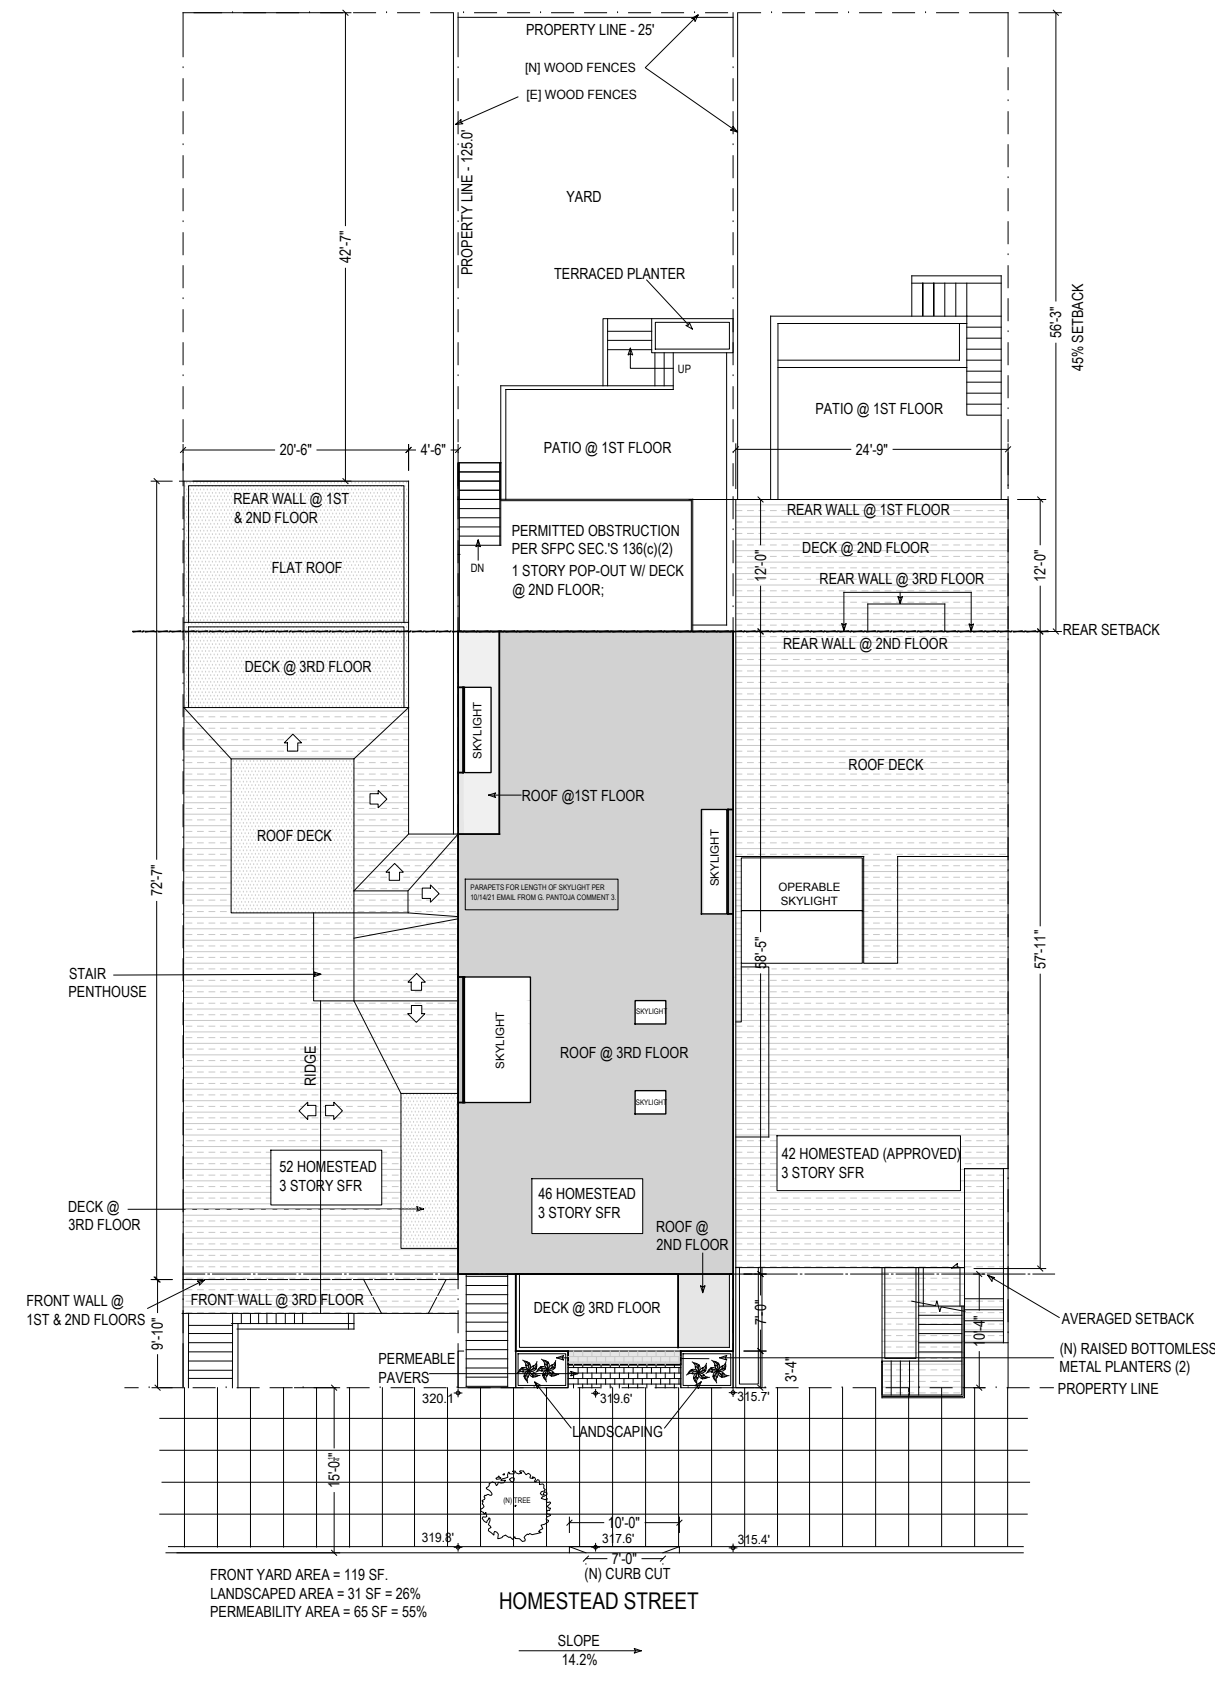 PROPERTY LINE - 25'
[N] WOOD FENCES
[E] WOOD FENCES
PROPERTY LINE - 125.0'
42'-7"
YARD
TERRACED PLANTER
56'-3"
45% SETBACK
UP
PATIO @ 1ST FLOOR
PATIO @ 1ST FLOOR
20'-6"
4'-6"
24'-9"
REAR WALL @ 1ST
& 2ND FLOOR
FLAT ROOF
PERMITTED OBSTRUCTION
PER SFPC SEC.'S 136(c)(2)
1 STORY POP-OUT W/ DECK
@ 2ND FLOOR;
DN
REAR WALL @ 1ST FLOOR
DECK @ 2ND FLOOR
REAR WALL @ 3RD FLOOR
12'-0"
12'-0"
REAR SETBACK
REAR WALL @ 2ND FLOOR
DECK @ 3RD FLOOR
SKYLIGHT
ROOF @1ST FLOOR
ROOF DECK
ROOF DECK
SKYLIGHT
72'-7"
PARAPETS FOR LENGTH OF SKYLIGHT PER
10/14/21 EMAIL FROM G. PANTOJA COMMENT 3.
OPERABLE
SKYLIGHT
58'-5"
57'-11"
STAIR
PENTHOUSE
SKYLIGHT
SKYLIGHT
ROOF @ 3RD FLOOR
RIDGE
SKYLIGHT
52 HOMESTEAD
3 STORY SFR
42 HOMESTEAD (APPROVED)
3 STORY SFR
46 HOMESTEAD
3 STORY SFR
DECK @
3RD FLOOR
ROOF @
2ND FLOOR
FRONT WALL @
1ST & 2ND FLOORS
FRONT WALL @ 3RD FLOOR
DECK @ 3RD FLOOR
9'-10"
7'-0"
10'-4"
AVERAGED SETBACK
(N) RAISED BOTTOMLESS
METAL PLANTERS (2)
PERMEABLE
PAVERS
3'-4"
PROPERTY LINE
320.1'
319.6'
315.7'
LANDSCAPING
15'-0"
(N) TREE
10'-0"
319.8'
317.6'
315.4'
7'-0"
(N) CURB CUT
FRONT YARD AREA = 119 SF.
LANDSCAPED AREA = 31 SF = 26%
PERMEABILITY AREA = 65 SF = 55%
HOMESTEAD STREET
SLOPE
14.2%